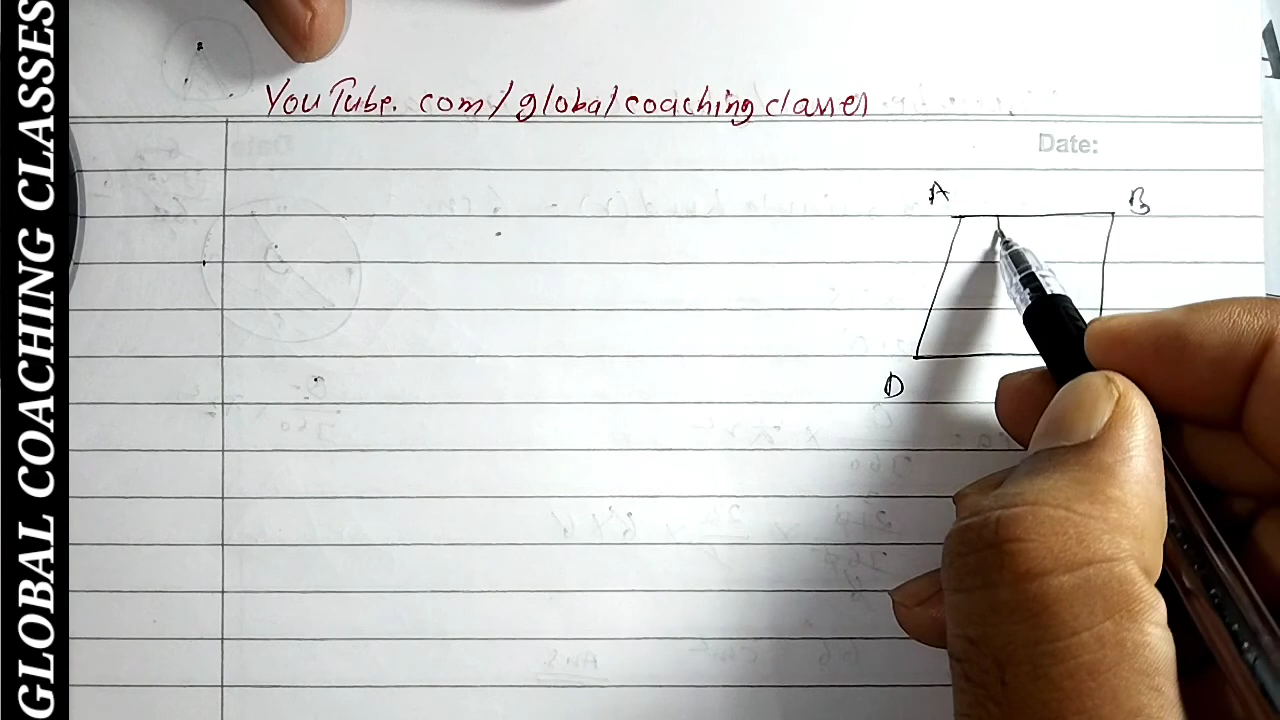 GLOBAL COACHING CLASSES
YouTube.com/globalcoachingclasses
Date:
A B
D